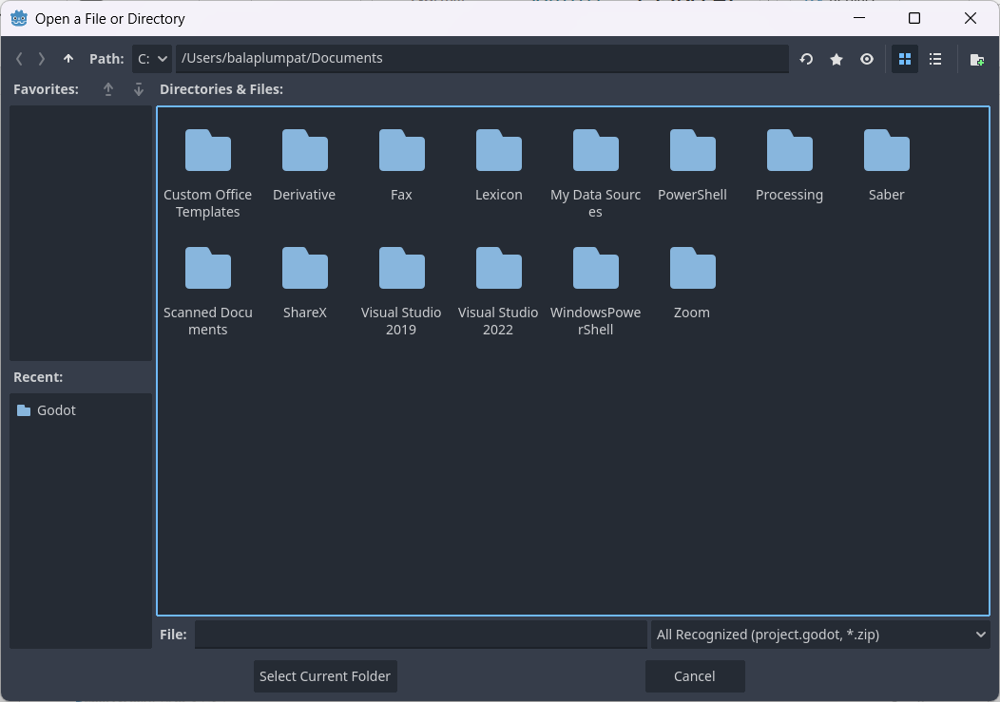 Open a File or Directory
Path: C: /Users/balaplumpat/Documents
Favorites:
Directories & Files:
Custom Office
Templates
Derivative
Fax
Lexicon
My Data Sourc
es
PowerShell
Processing
Saber
Scanned Docu
ments
ShareX
Visual Studio
2019
Visual Studio
2022
WindowsPowe
rShell
Zoom
Recent:
Godot
File:
All Recognized (project.godot, *.zip)
Select Current Folder
Cancel